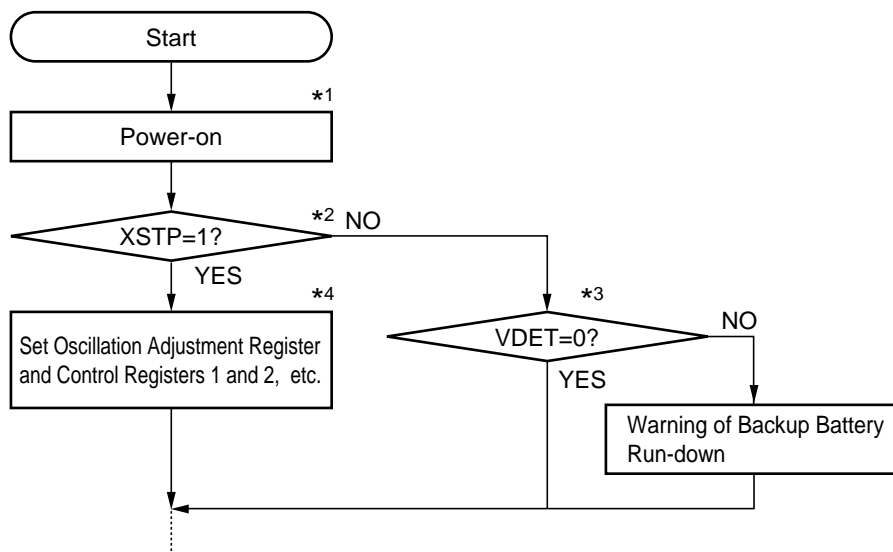 Start
*1
Power-on
*2
XSTP=1?
NO
YES
*4
Set Oscillation Adjustment Register
and Control Registers 1 and 2, etc.
*3
VDET=0?
NO
YES
Warning of Backup Battery
Run-down